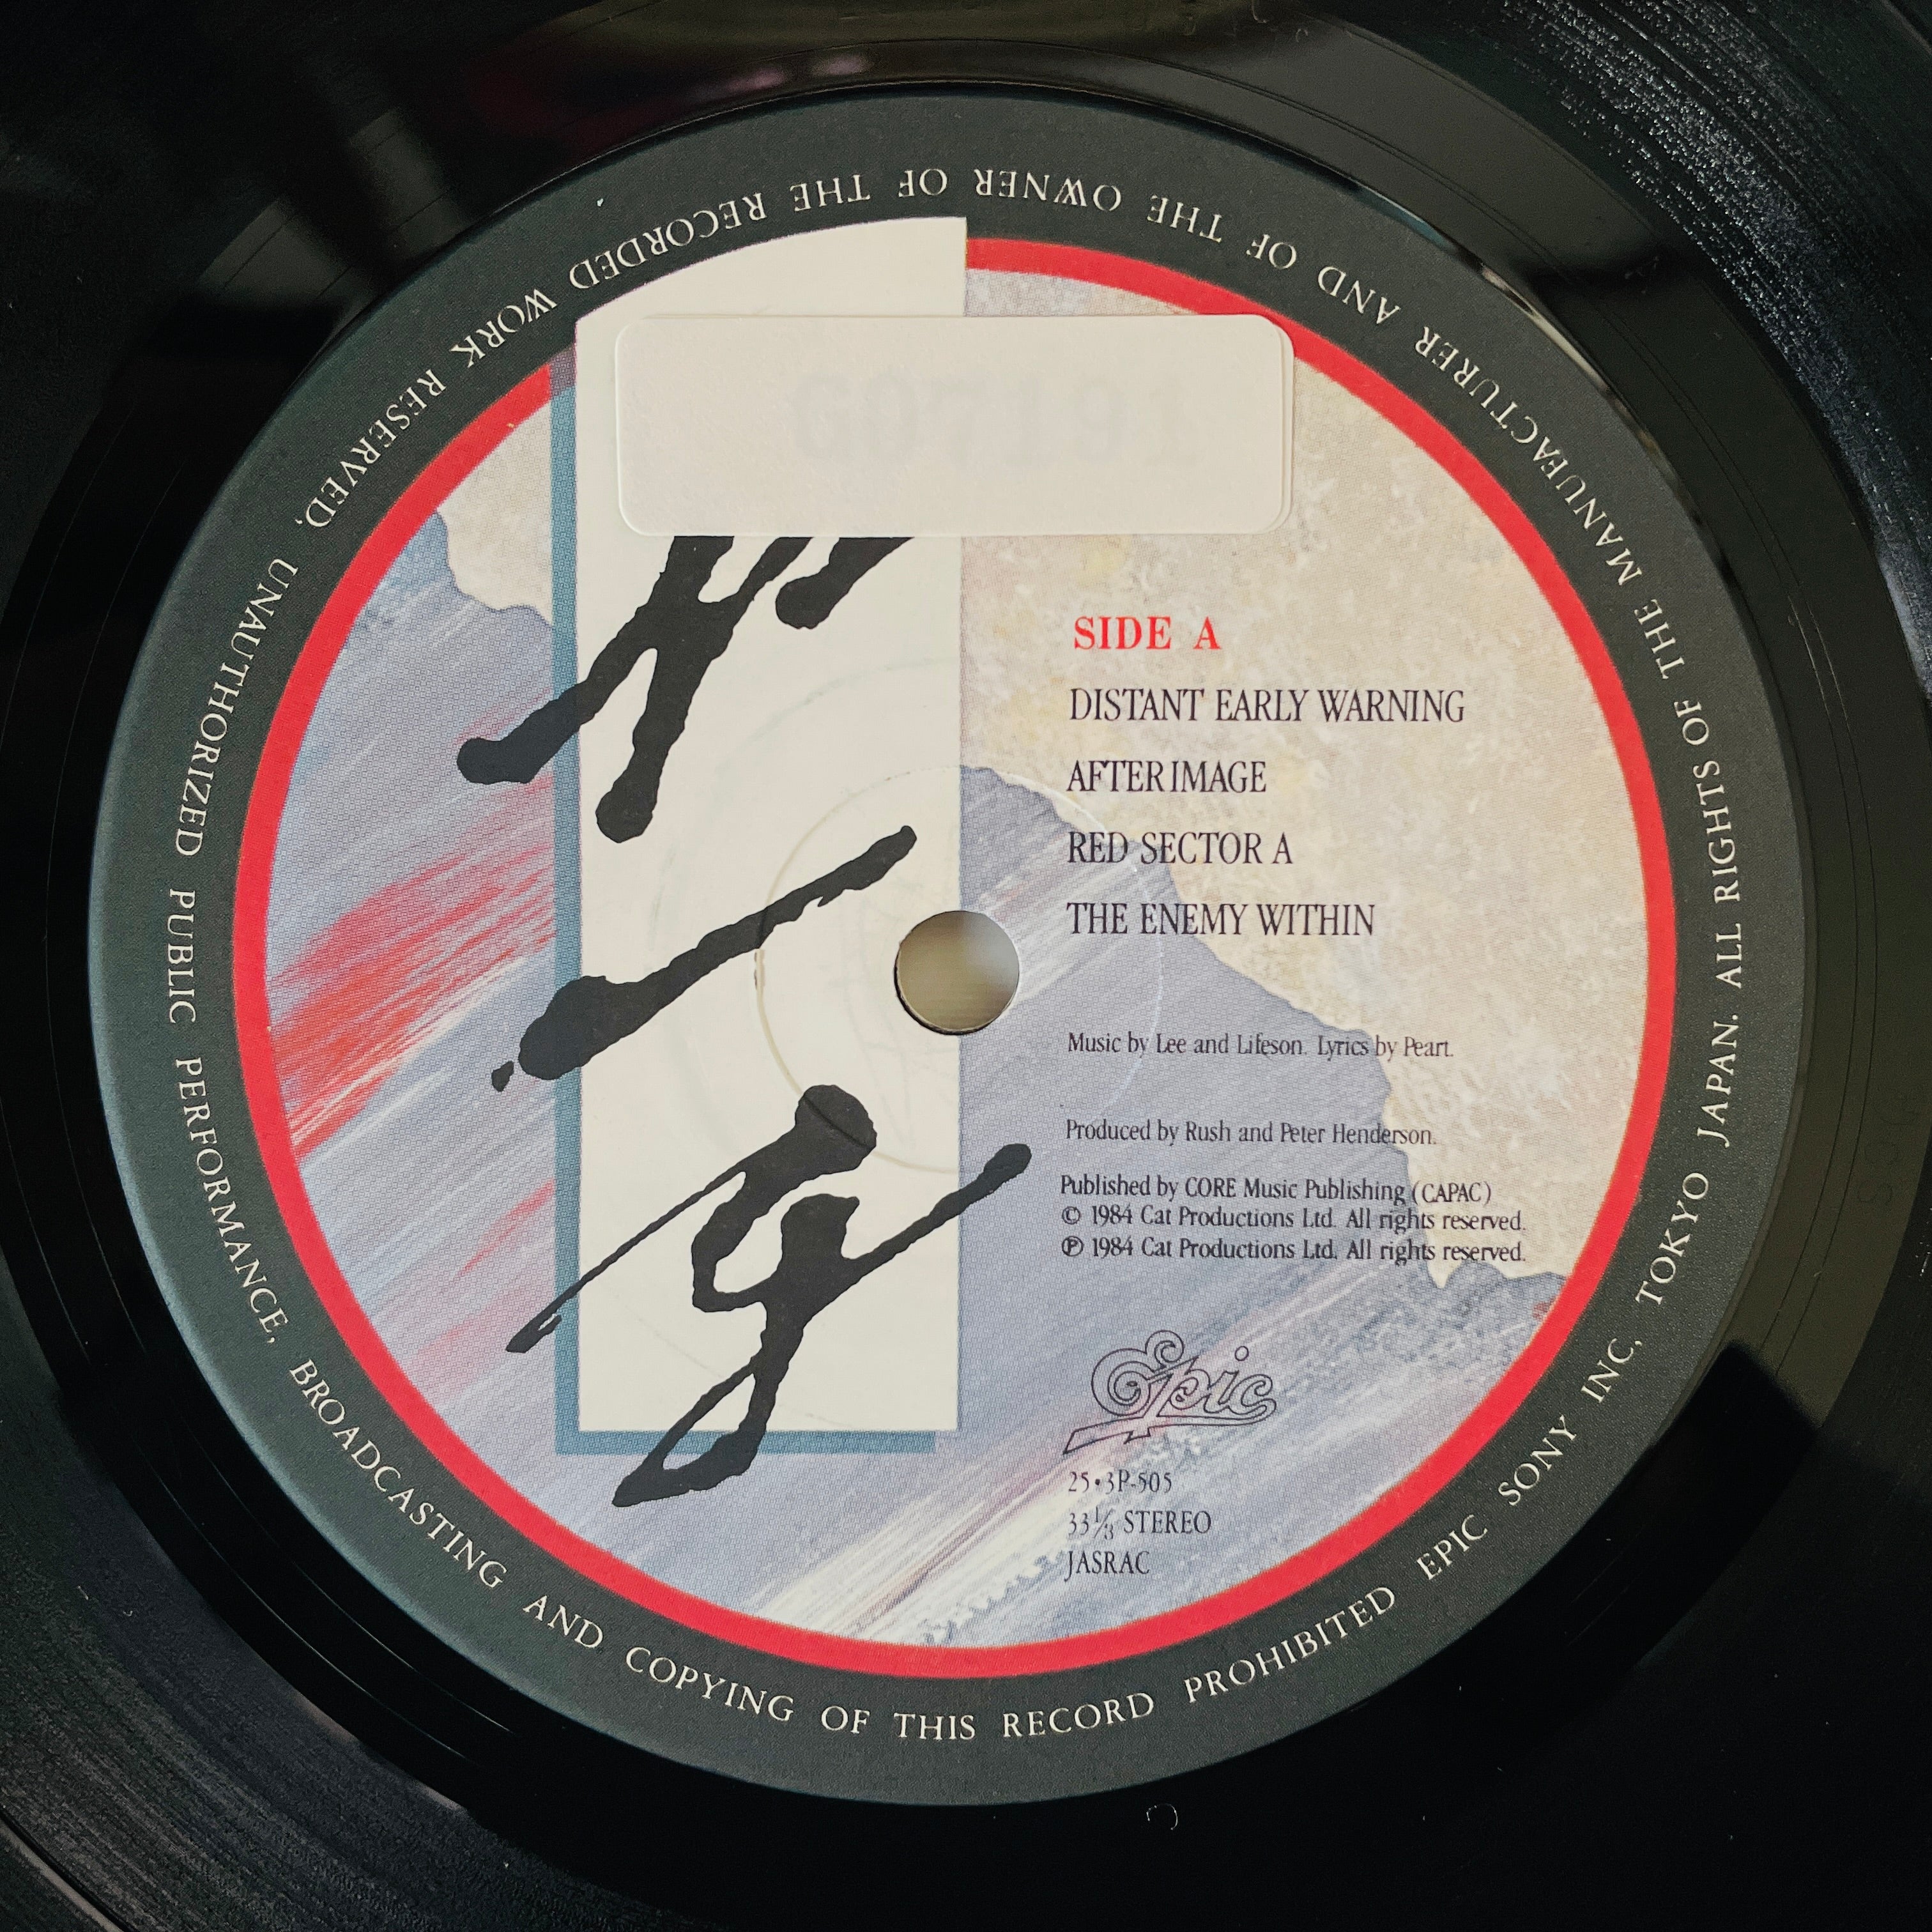 SIDE A
DISTANT EARLY WARNING
AFTERIMAGE
RED SECTOR A
THE ENEMY WITHIN
Music by Lee and Lifeson. Lyrics by Peart.
Produced by Rush and Peter Henderson.
Published by CORE Music Publishing (CAPAC)
© 1984 Cat Productions Ltd. All rights reserved.
℗ 1984 Cat Productions Ltd. All rights reserved.
Epic
25•3P-505
33⅓ STEREO
JASRAC
ALL RIGHTS OF THE MANUFACTURER AND OF THE OWNER OF THE RECORDED WORK RESERVED, UNAUTHORIZED PUBLIC PERFORMANCE, BROADCASTING AND COPYING OF THIS RECORD PROHIBITED EPIC SONY INC, TOKYO JAPAN.